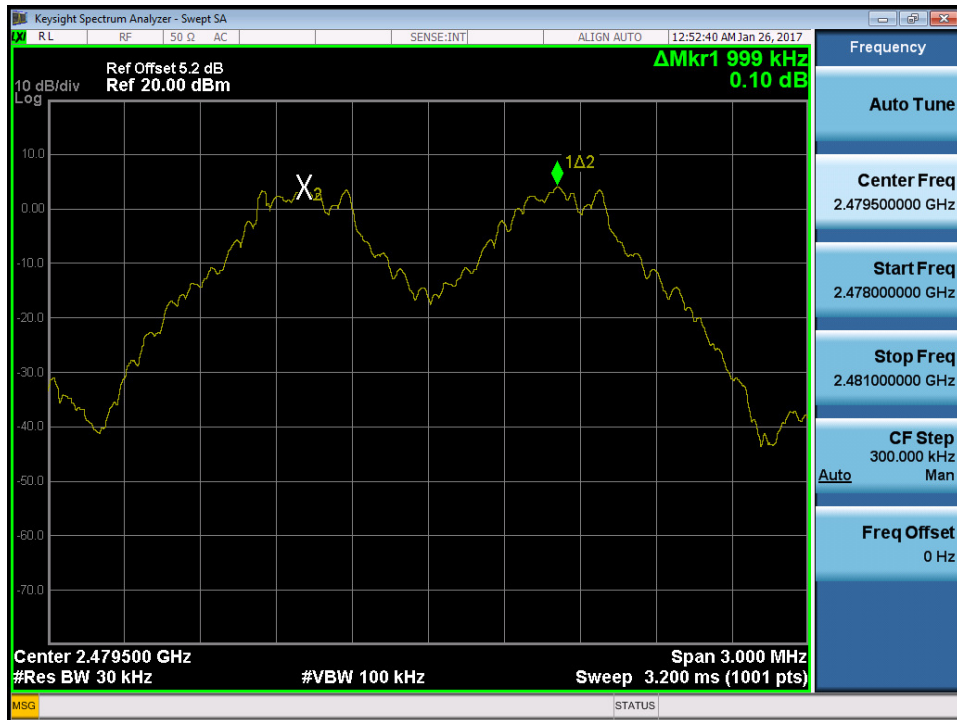 Keysight Spectrum Analyzer - Swept SA
LXI RL RF 50 Ω AC SENSE:INT ALIGN AUTO 12:52:40 AM Jan 26, 2017
ΔMkr1 999 kHz
0.10 dB
Ref Offset 5.2 dB
10 dB/div Ref 20.00 dBm
Log
10.0
0.00
-10.0
-20.0
-30.0
-40.0
-50.0
-60.0
-70.0
X2
1Δ2
Center 2.479500 GHz Span 3.000 MHz
#Res BW 30 kHz #VBW 100 kHz Sweep 3.200 ms (1001 pts)
MSG STATUS
Frequency
Auto Tune
Center Freq
2.479500000 GHz
Start Freq
2.478000000 GHz
Stop Freq
2.481000000 GHz
CF Step
300.000 kHz
Auto Man
Freq Offset
0 Hz